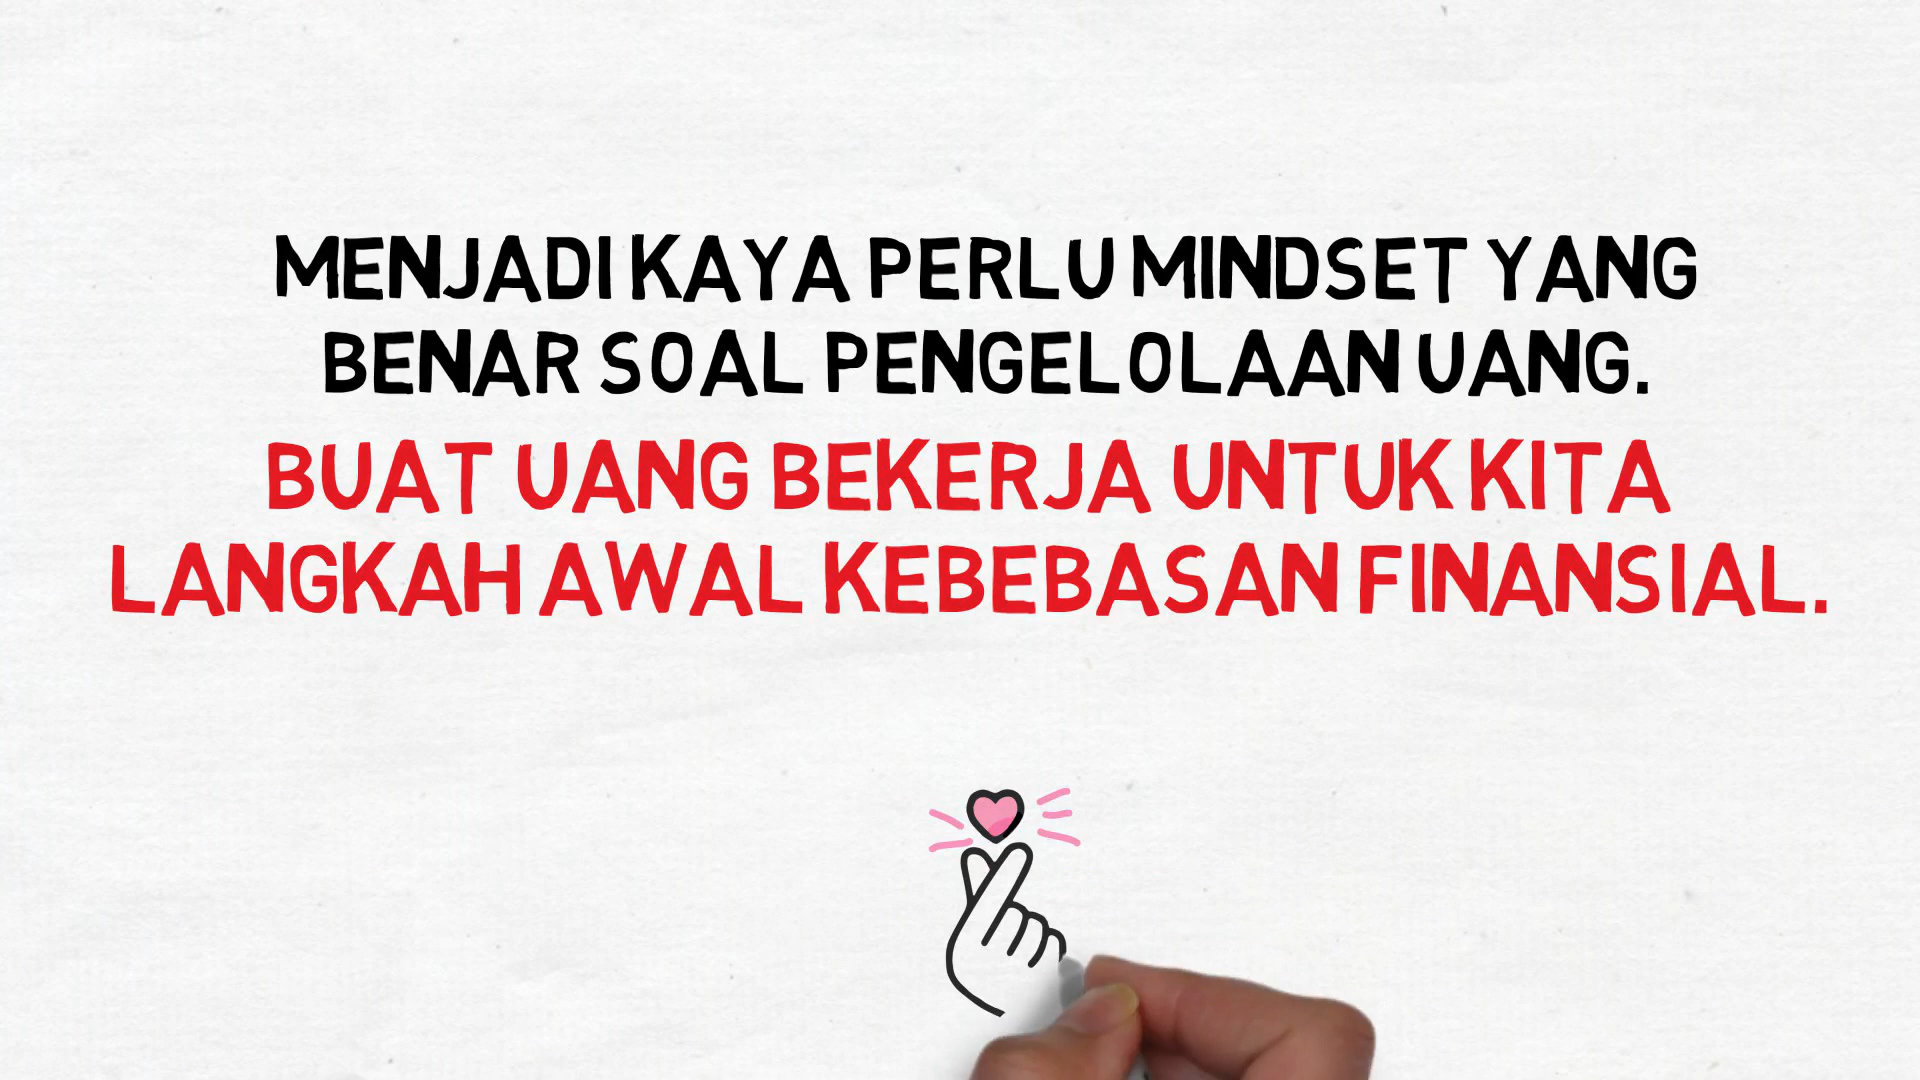 MENJADI KAYA PERLU MINDSET YANG
BENAR SOAL PENGELOLAAN UANG.
BUAT UANG BEKERJA UNTUK KITA
LANGKAH AWAL KEBEBASAN FINANSIAL.